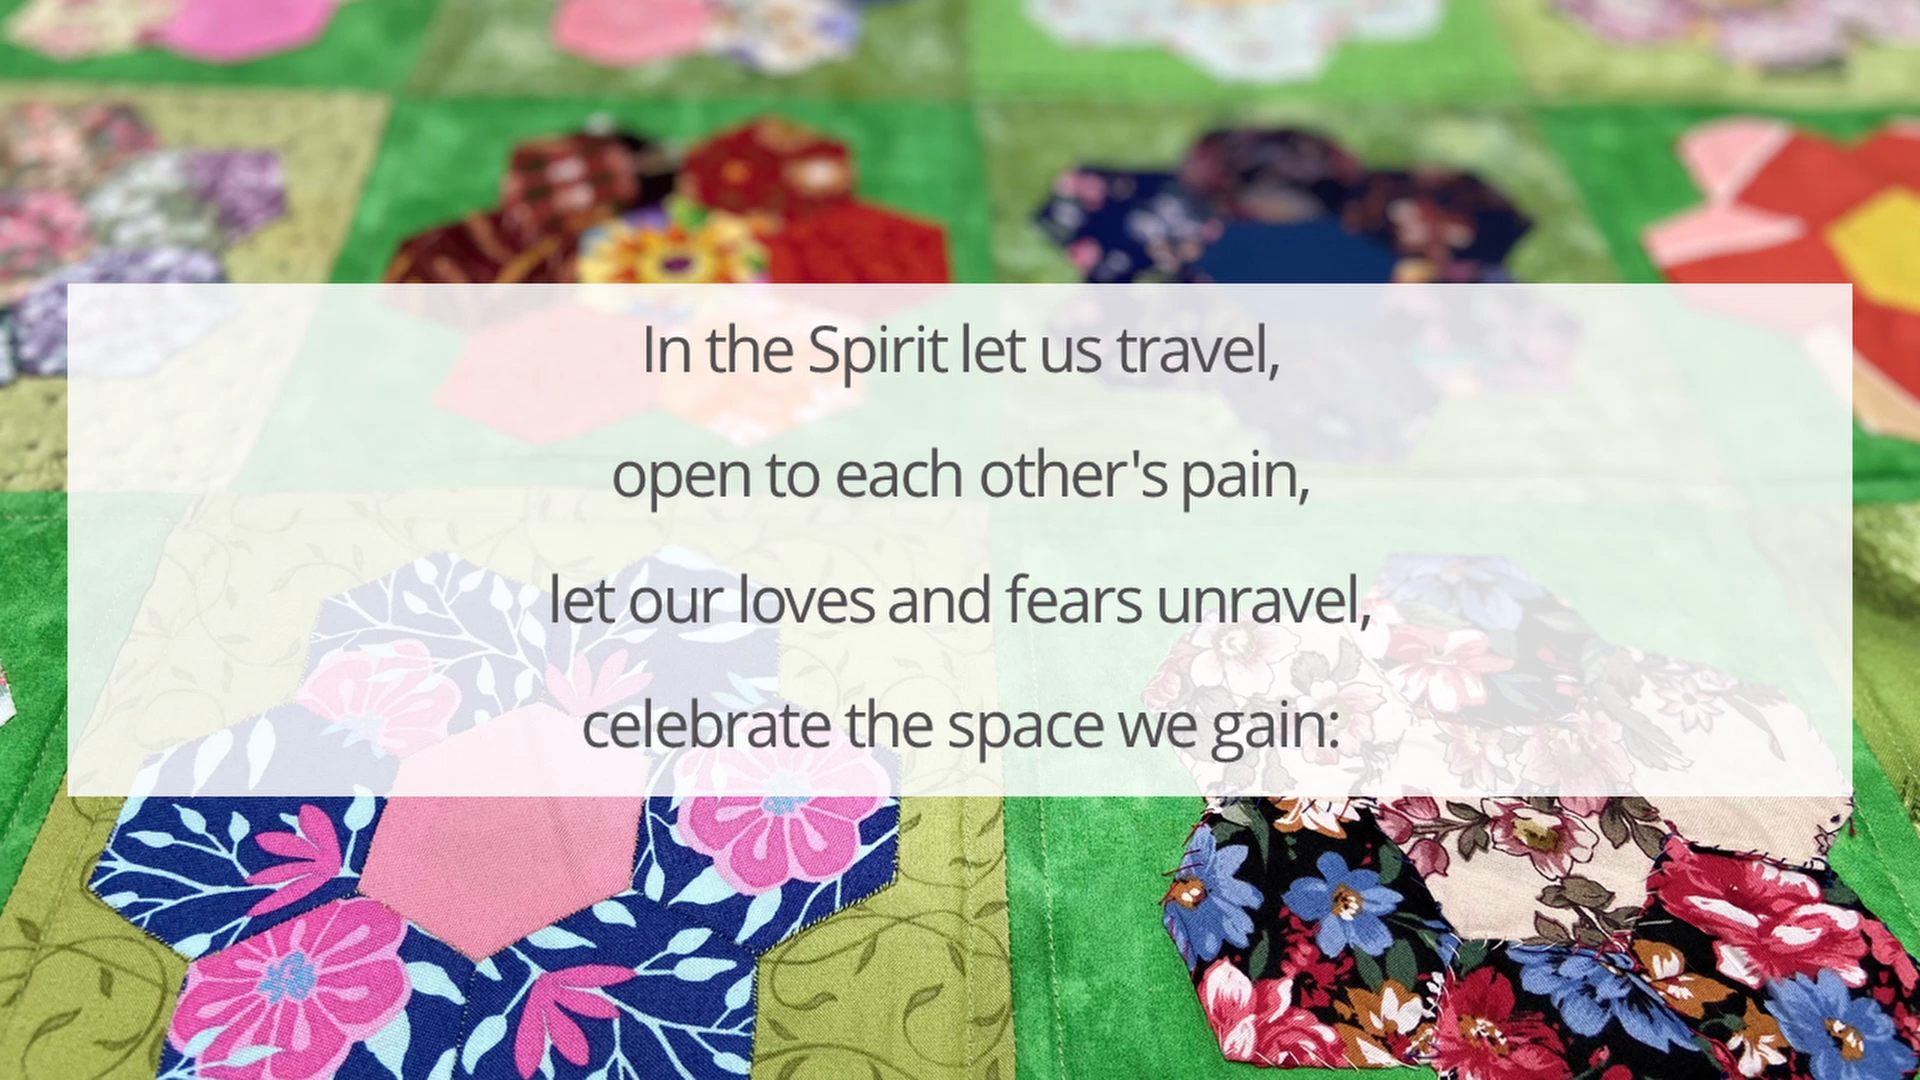 In the Spirit let us travel,
open to each other's pain,
let our loves and fears unravel,
celebrate the space we gain: